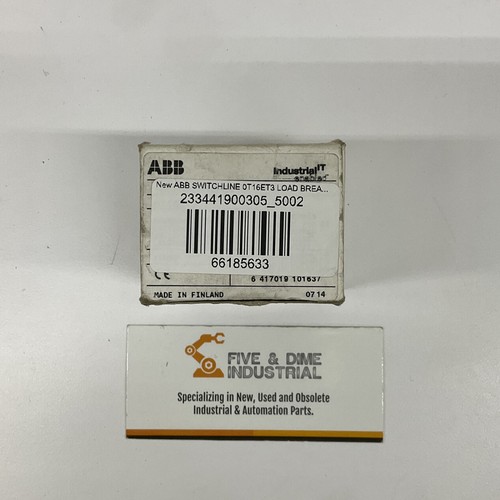 ABB
Industrial IT
enabled
New ABB SWITCHLINE 0T16ET3 LOAD BREA...
233441900305_5002
66185633
CE
6 417019 101637
MADE IN FINLAND
07 14
FIVE & DIME
INDUSTRIAL
Specializing in New, Used and Obsolete
Industrial & Automation Parts.